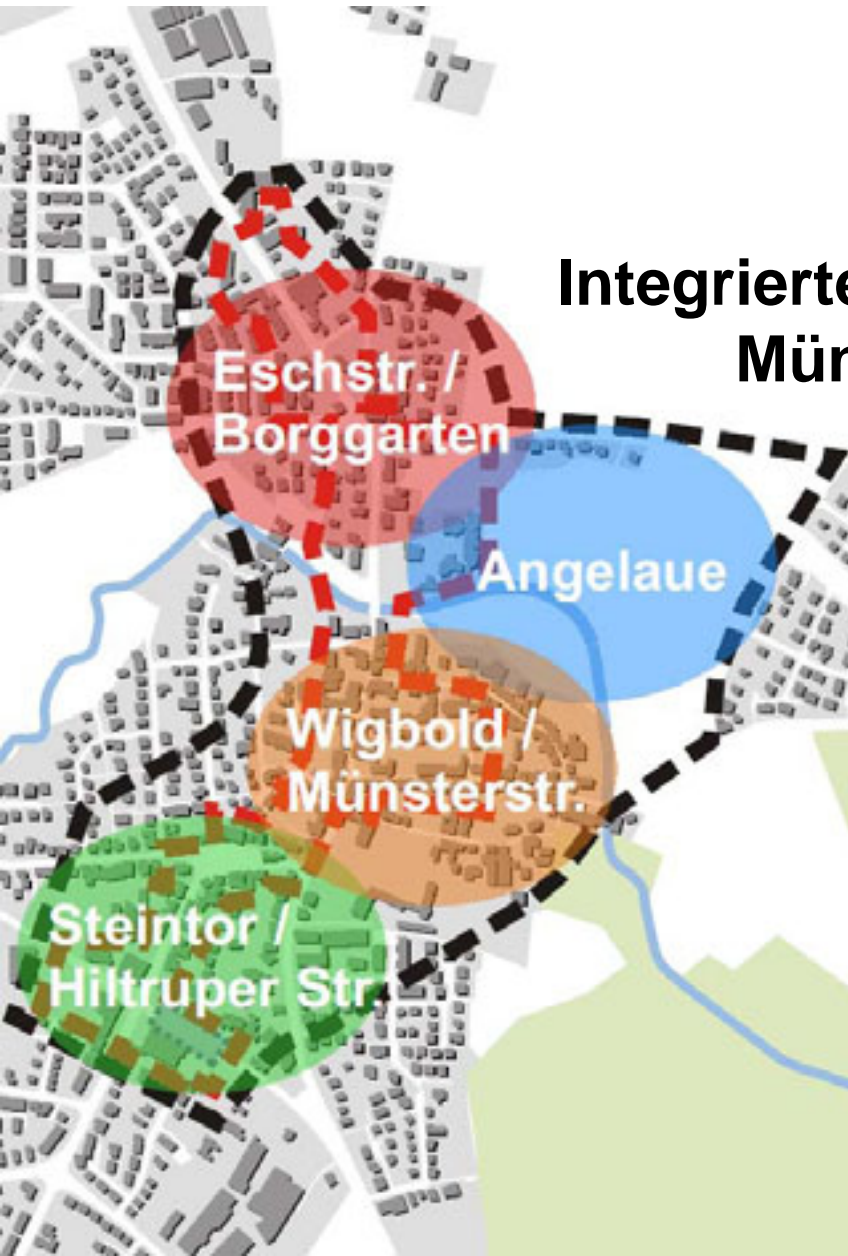 Integrierte
Mün
Eschstr. /
Borggarten
Angelaue
Wigbold /
Münsterstr.
Steintor /
Hiltruper Str.